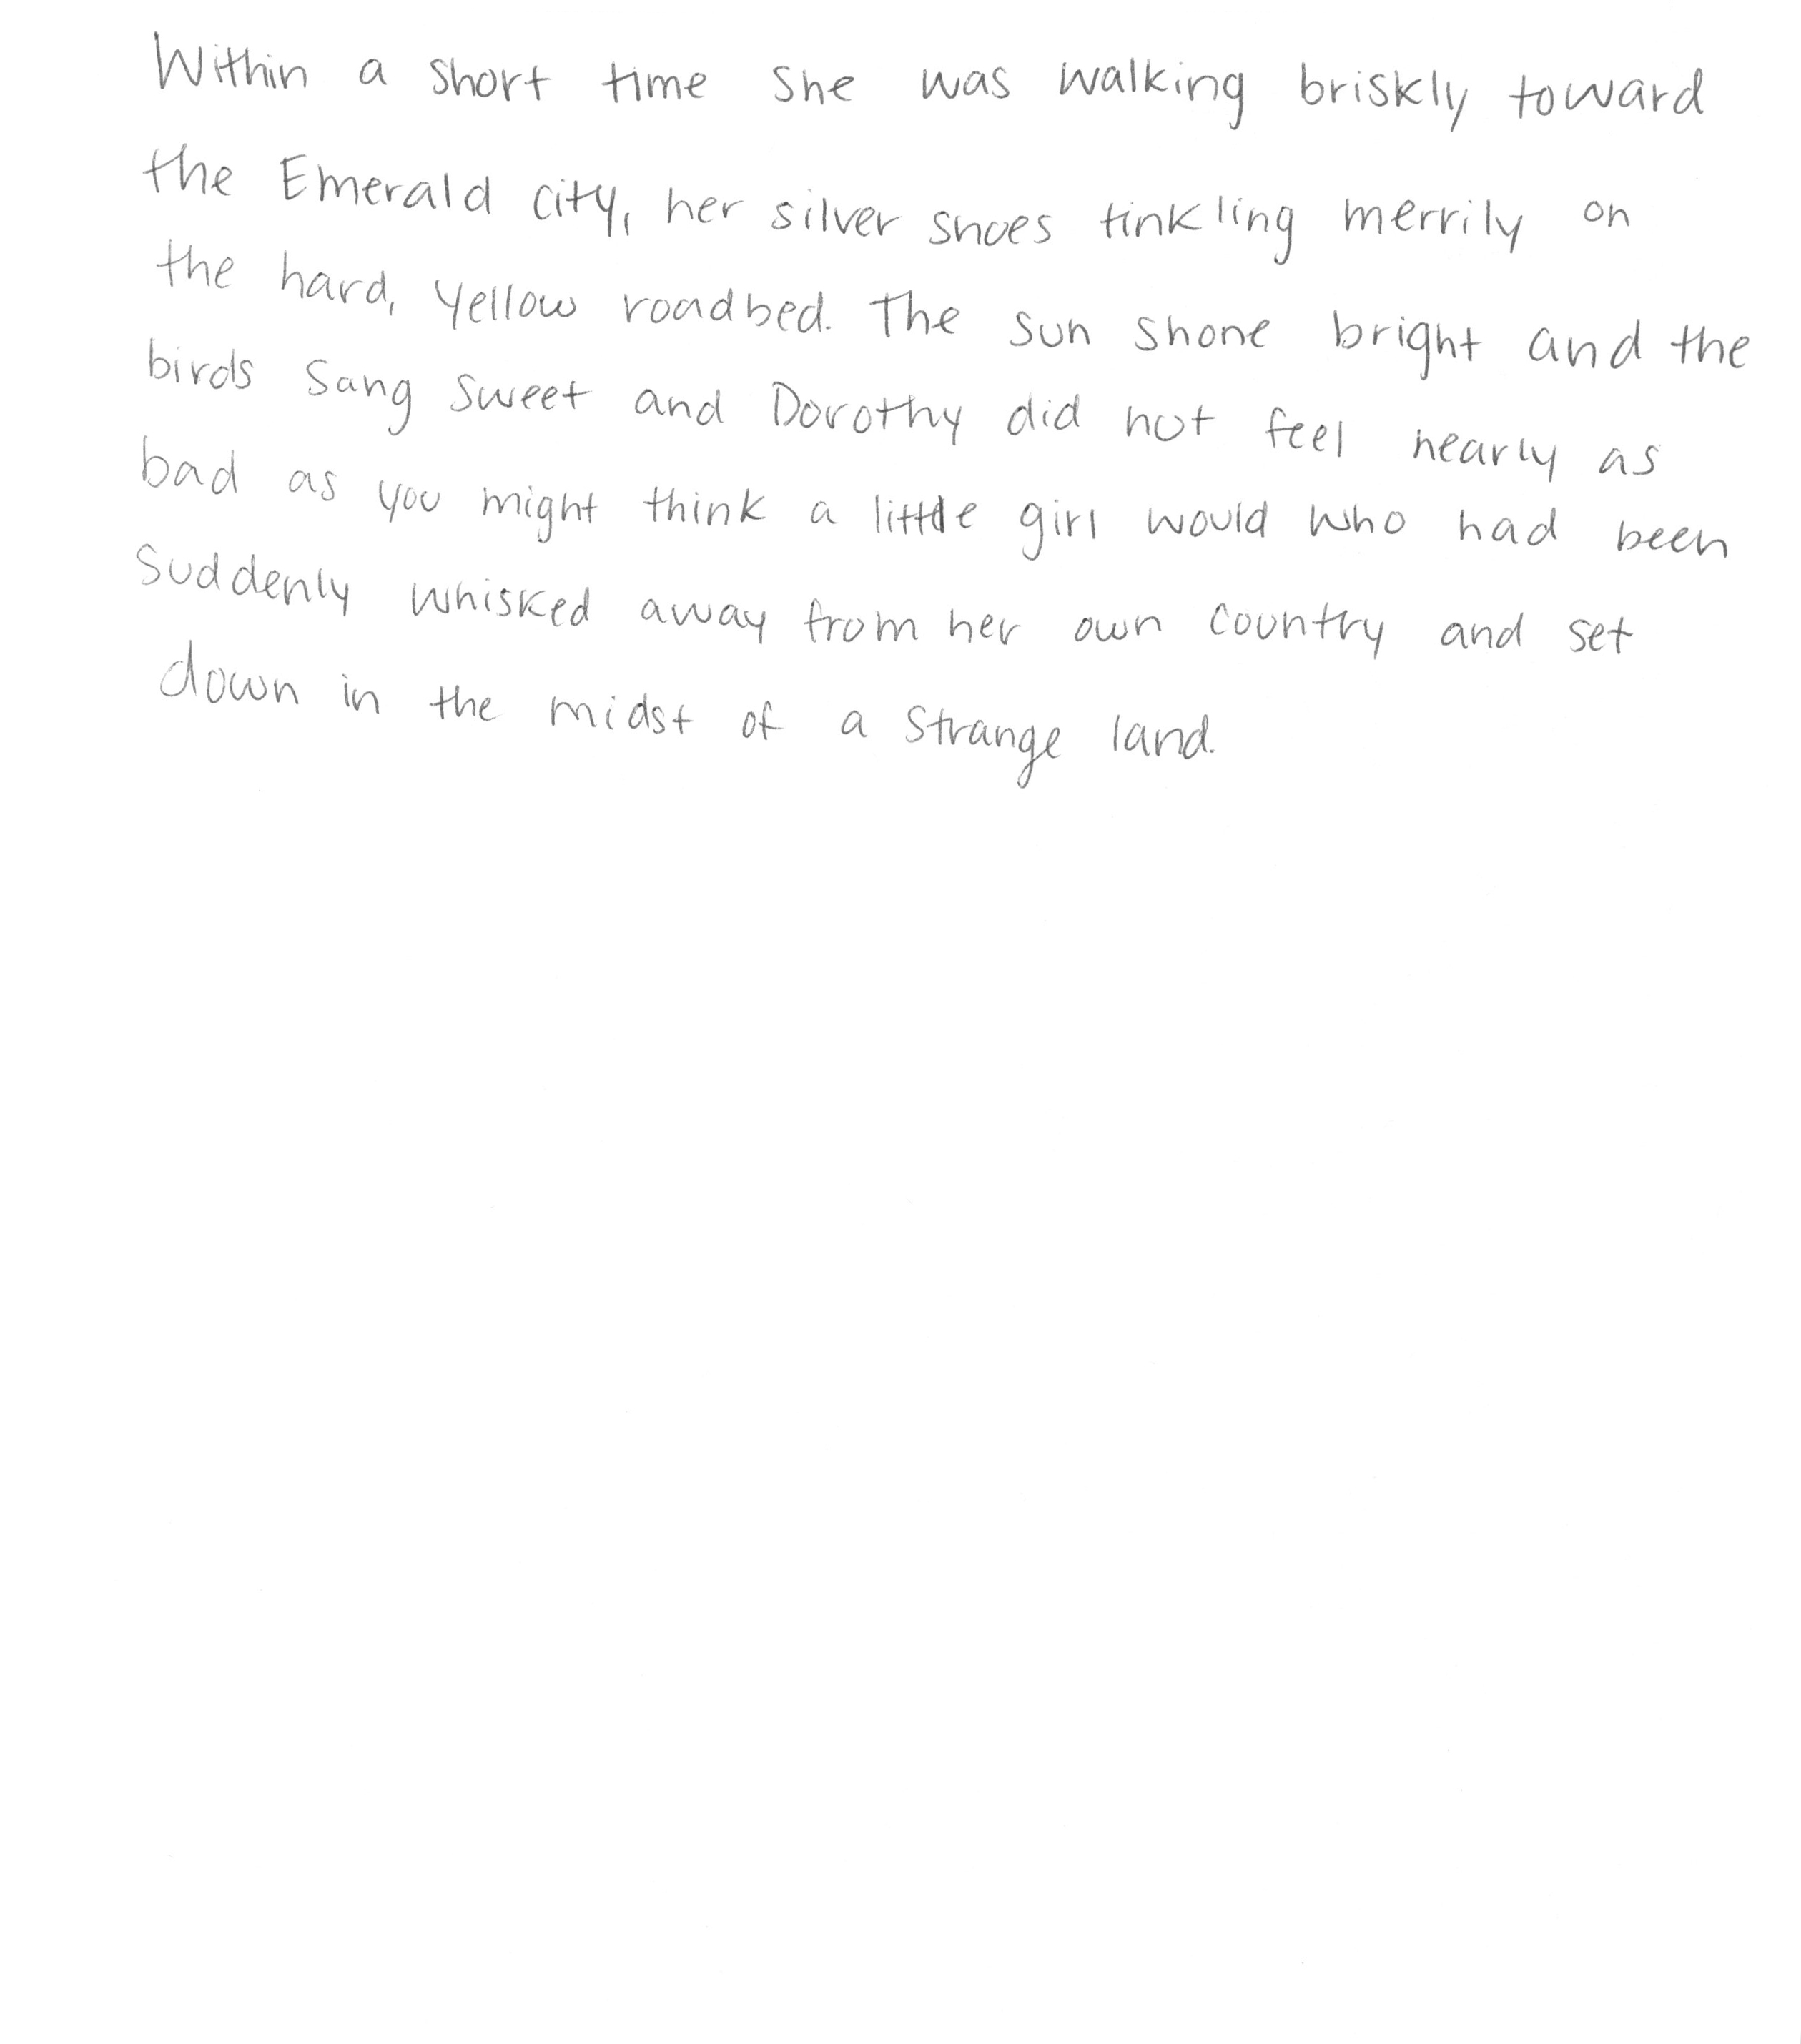 Within a short time she was walking briskly toward
the Emerald city, her silver shoes tinkling merrily on
the hard, yellow roadbed. The sun shone bright and the
birds sang sweet and Dorothy did not feel nearly as
bad as you might think a little girl would who had been
suddenly whisked away from her own country and set
down in the midst of a strange land.